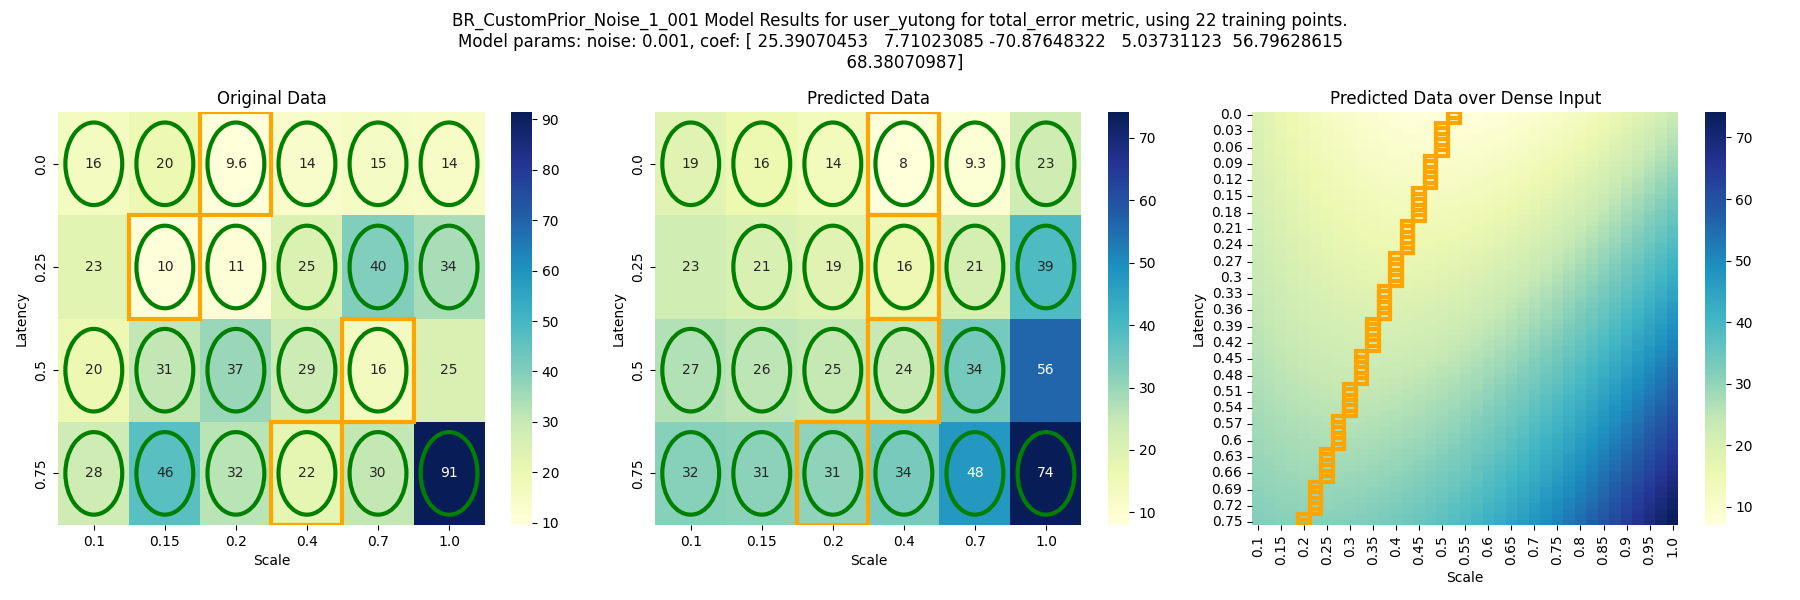 BR_CustomPrior_Noise_1_001 Model Results for user_yutong for total_error metric, using 22 training points.
Model params: noise: 0.001, coef: [ 25.39070453   7.71023085 -70.87648322   5.03731123  56.79628615
68.38070987]
Original Data
Latency
0.0 16 20 9.6 14 15 14
0.25 23 10 11 25 40 34
0.5 20 31 37 29 16 25
0.75 28 46 32 22 30 91
0.1 0.15 0.2 0.4 0.7 1.0
Scale
90
80
70
60
50
40
30
20
10
Predicted Data
Latency
0.0 19 16 14 8 9.3 23
0.25 23 21 19 16 21 39
0.5 27 26 25 24 34 56
0.75 32 31 31 34 48 74
0.1 0.15 0.2 0.4 0.7 1.0
Scale
70
60
50
40
30
20
10
Predicted Data over Dense Input
Latency
0.0
0.03
0.06
0.09
0.12
0.15
0.18
0.21
0.24
0.27
0.3
0.33
0.36
0.39
0.42
0.45
0.48
0.51
0.54
0.57
0.6
0.63
0.66
0.69
0.72
0.75
0.1 0.15 0.2 0.25 0.3 0.35 0.4 0.45 0.5 0.55 0.6 0.65 0.7 0.75 0.8 0.85 0.9 0.95 1.0
Scale
70
60
50
40
30
20
10